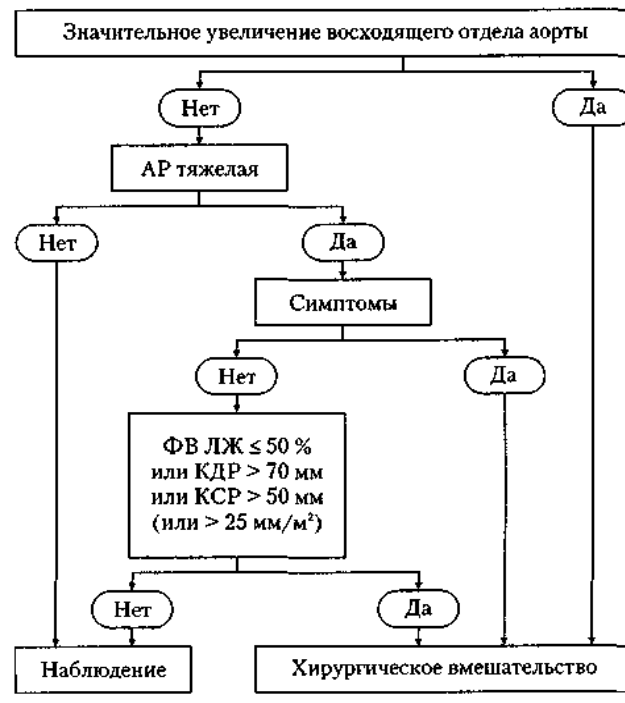 Значительное увеличение восходящего отдела аорты
Нет
Да
АР тяжелая
Нет
Да
Симптомы
Нет
Да
ФВ ЛЖ ≤ 50 %
или КДР > 70 мм
или КСР > 50 мм
(или > 25 мм/м²)
Нет
Да
Наблюдение
Хирургическое вмешательство